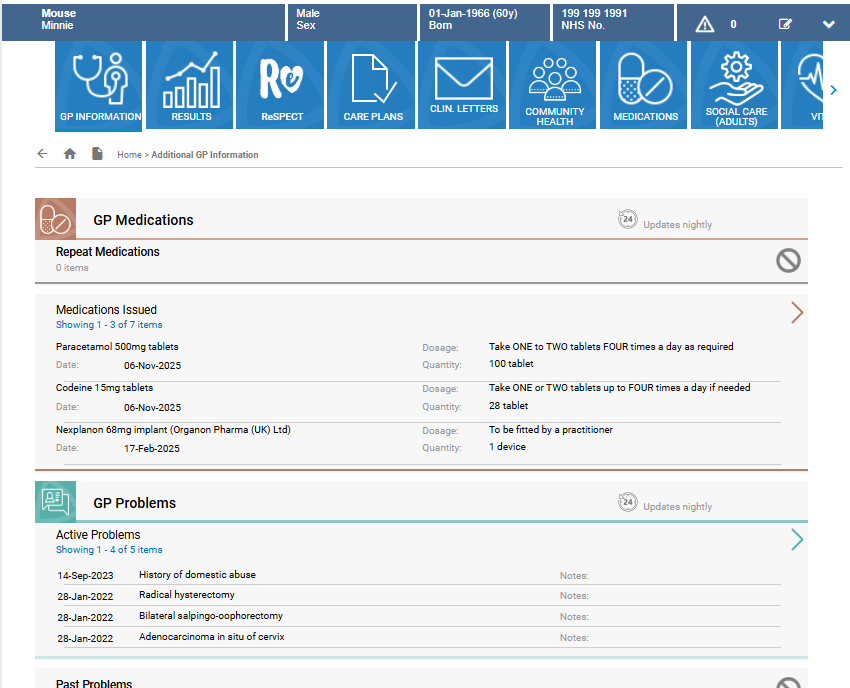 Mouse
Minnie
Male
Sex
01-Jan-1966 (60y)
Born
199 199 1991
NHS No.
0
GP INFORMATION
RESULTS
ReSPECT
CARE PLANS
CLIN. LETTERS
COMMUNITY
HEALTH
MEDICATIONS
SOCIAL CARE
(ADULTS)
VIT
Home > Additional GP Information
GP Medications
24
Updates nightly
Repeat Medications
0 items
Medications Issued
Showing 1 - 3 of 7 items
Paracetamol 500mg tablets
Dosage: Take ONE to TWO tablets FOUR times a day as required
Date: 06-Nov-2025
Quantity: 100 tablet
Codeine 15mg tablets
Dosage: Take ONE or TWO tablets up to FOUR times a day if needed
Date: 06-Nov-2025
Quantity: 28 tablet
Nexplanon 68mg implant (Organon Pharma (UK) Ltd)
Dosage: To be fitted by a practitioner
Date: 17-Feb-2025
Quantity: 1 device
GP Problems
24
Updates nightly
Active Problems
Showing 1 - 4 of 5 items
14-Sep-2023 History of domestic abuse Notes:
28-Jan-2022 Radical hysterectomy Notes:
28-Jan-2022 Bilateral salpingo-oophorectomy Notes:
28-Jan-2022 Adenocarcinoma in situ of cervix Notes:
Past Problems